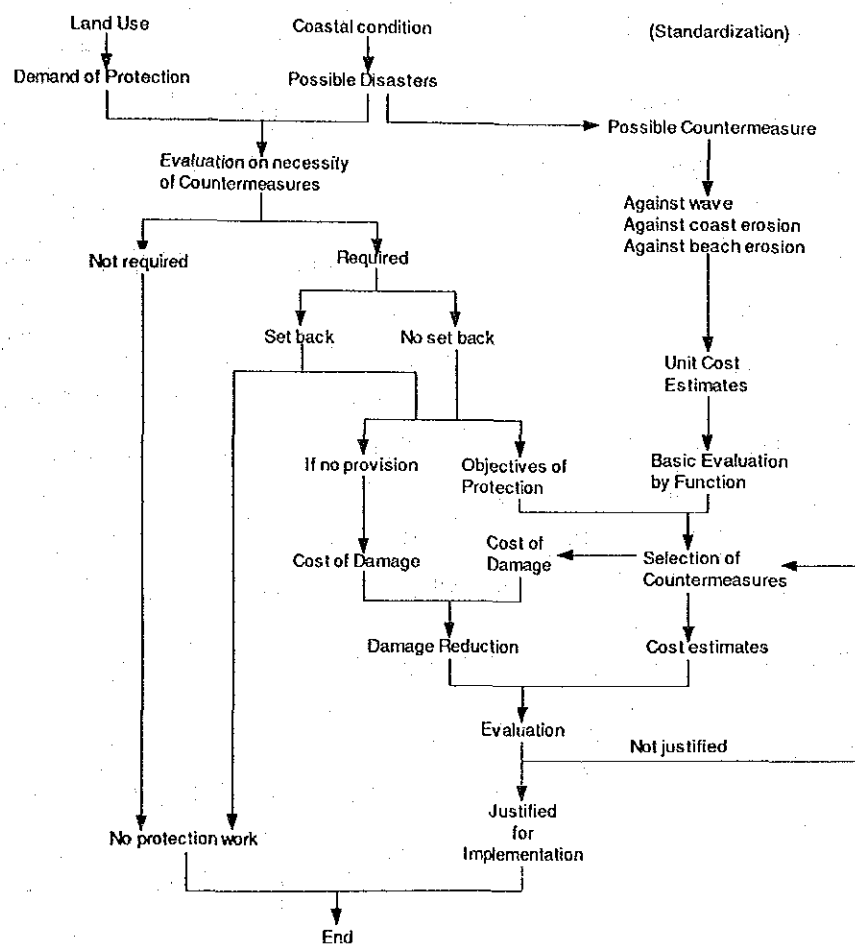 Land Use
Coastal condition
(Standardization)
Demand of Protection
Possible Disasters
Possible Countermeasure
Evaluation on necessity
of Countermeasures
Against wave
Against coast erosion
Against beach erosion
Not required
Required
Set back
No set back
Unit Cost
Estimates
If no provision
Objectives of
Protection
Basic Evaluation
by Function
Cost of Damage
Cost of
Damage
Selection of
Countermeasures
Damage Reduction
Cost estimates
Evaluation
Not justified
Justified
for
Implementation
No protection work
End